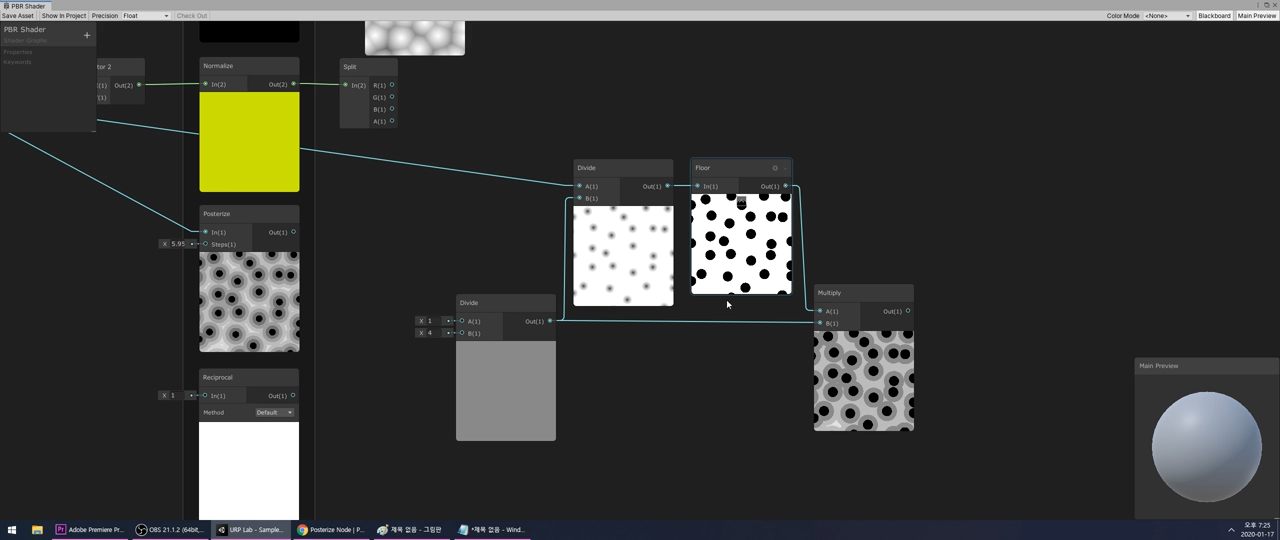 PBR Shader
Save Asset Show In Project Precision Float Check Out Color Mode <None> Blackboard Main Preview
PBR Shader +
Shader Graphs
Properties
Keywords
tor 2
(1) Out(2)
(1)
Normalize
In(2) Out(2)
Split
In(2) R(1)
G(1)
B(1)
A(1)
Divide
A(1) Out(1)
B(1)
Floor
In(1) Out(1)
Posterize
In(1) Out(1)
X 5.95 Steps(1)
Divide
X 1 A(1) Out(1)
X 4 B(1)
Multiply
A(1) Out(1)
B(1)
Reciprocal
X 1 In(1) Out(1)
Method Default
Main Preview
Adobe Premiere Pr... OBS 21.1.2 (64bit,... URP Lab – Sample... Posterize Node | P... 제목 없음 - 그림판 *제목 없음 - Wind...
오후 7:25
2020-01-17